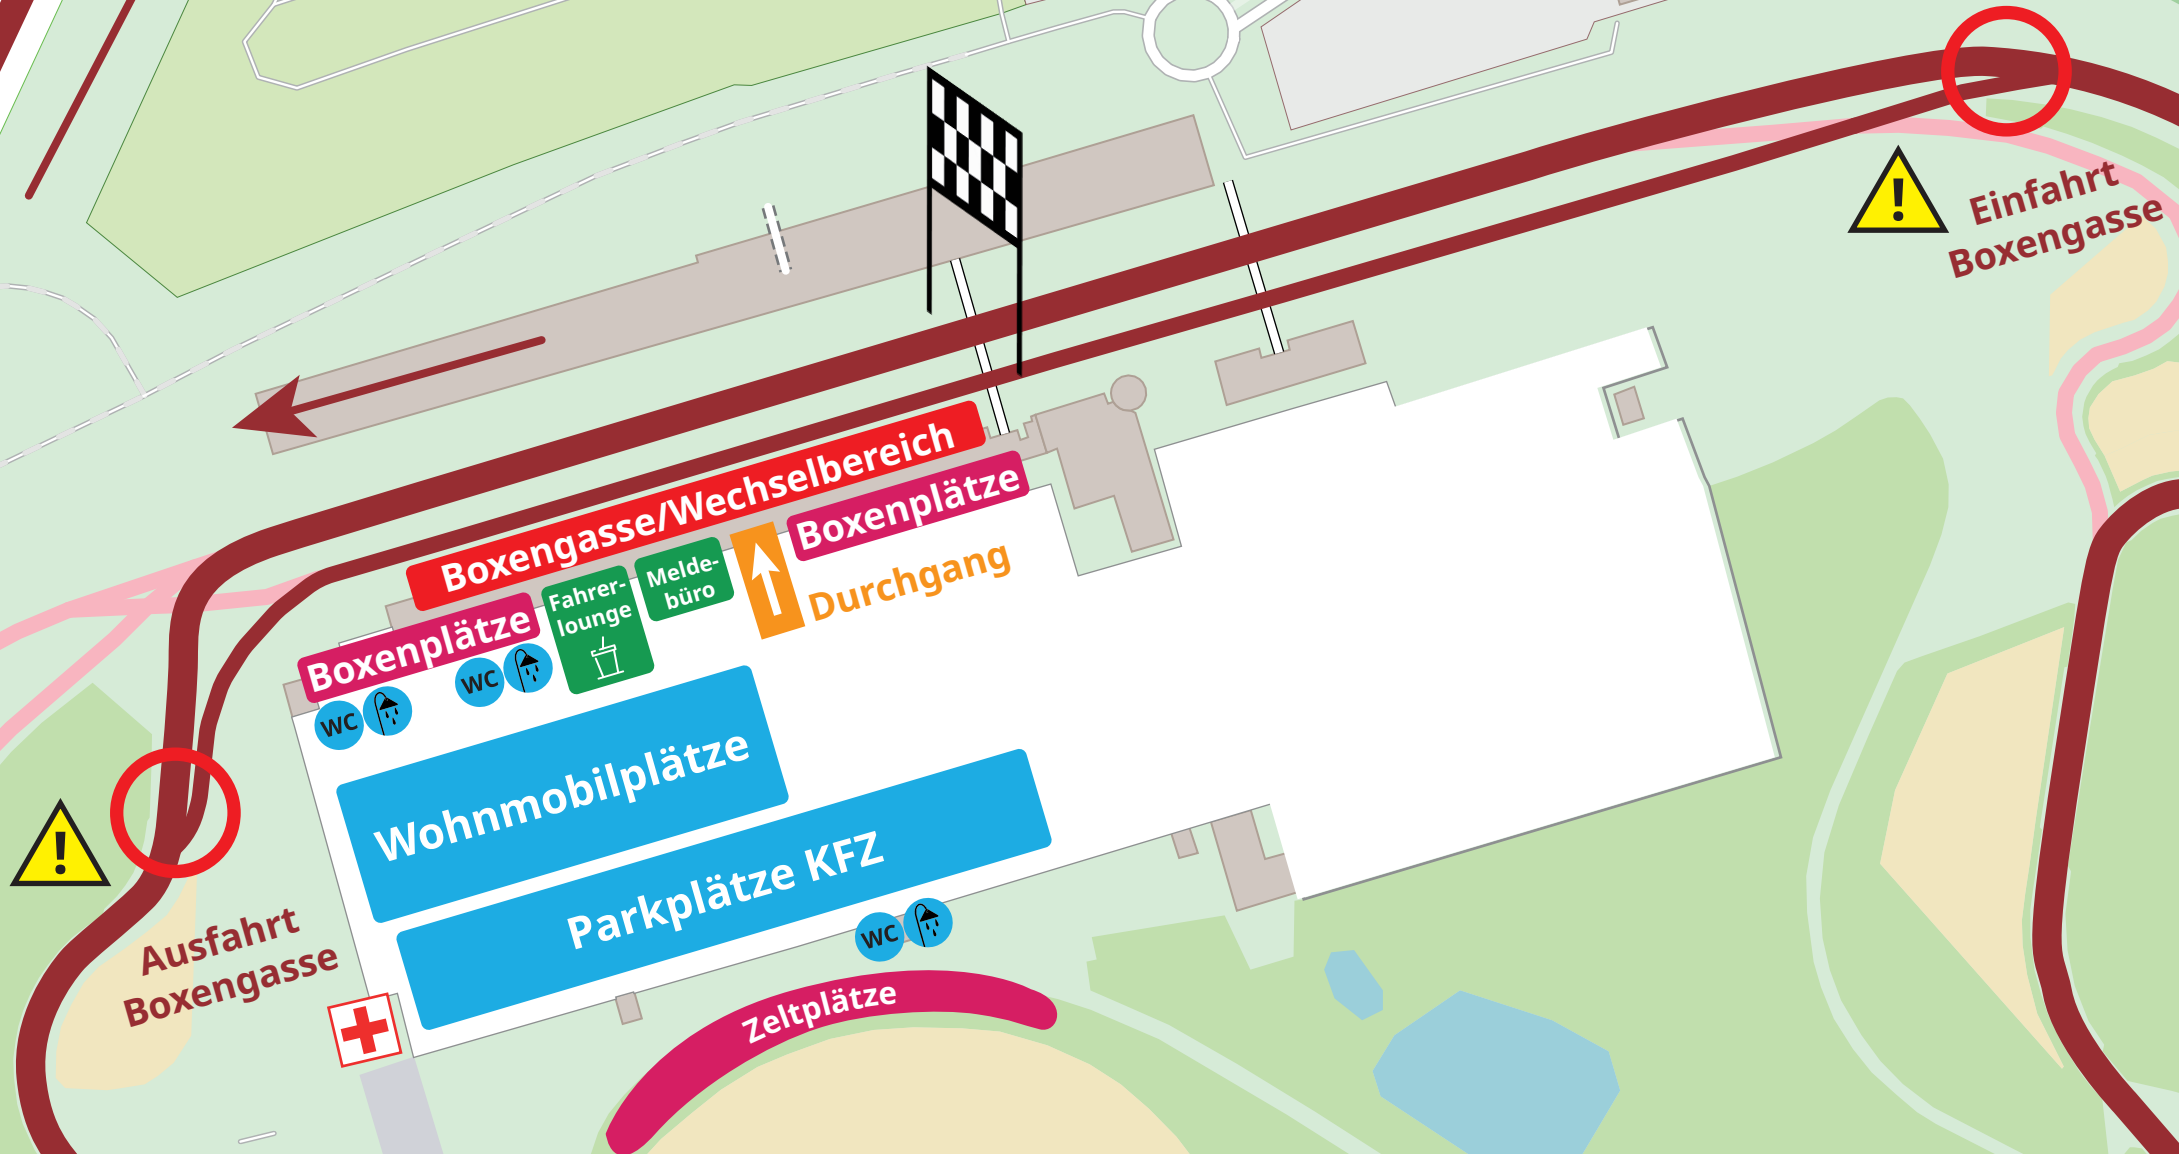 !
Einfahrt
Boxengasse
Boxengasse/Wechselbereich
Boxenplätze
Durchgang
Melde-
büro
Fahrer-
lounge
Boxenplätze
WC
WC
Wohnmobilplätze
Parkplätze KFZ
WC
!
Ausfahrt
Boxengasse
Zeltplätze